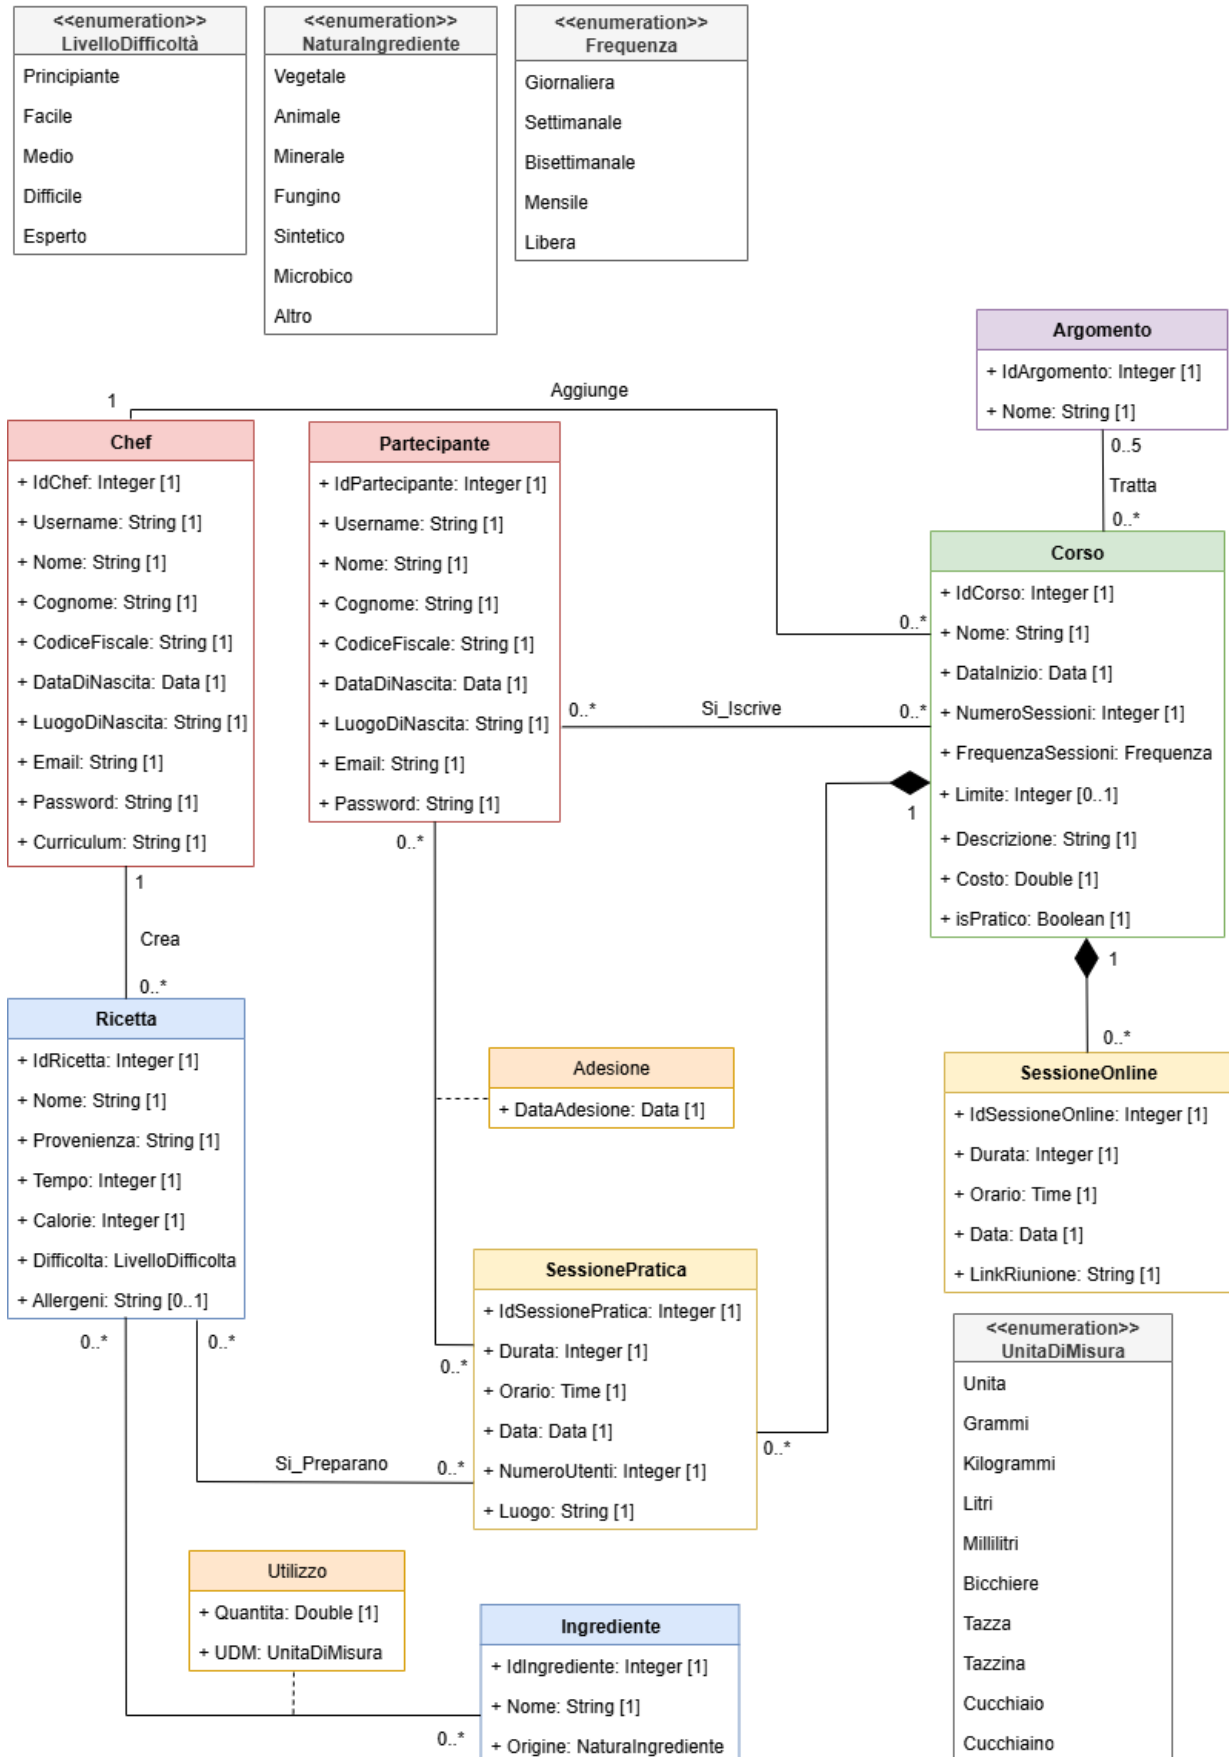 <<enumeration>>
LivelloDifficoltà
Principiante
Facile
Medio
Difficile
Esperto
<<enumeration>>
NaturaIngrediente
Vegetale
Animale
Minerale
Fungino
Sintetico
Microbico
Altro
<<enumeration>>
Frequenza
Giornaliera
Settimanale
Bisettimanale
Mensile
Libera
Argomento
+ IdArgomento: Integer [1]
+ Nome: String [1]
0..5
Tratta
0..*
Aggiunge
1
0..*
Chef
+ IdChef: Integer [1]
+ Username: String [1]
+ Nome: String [1]
+ Cognome: String [1]
+ CodiceFiscale: String [1]
+ DataDiNascita: Data [1]
+ LuogoDiNascita: String [1]
+ Email: String [1]
+ Password: String [1]
+ Curriculum: String [1]
Partecipante
+ IdPartecipante: Integer [1]
+ Username: String [1]
+ Nome: String [1]
+ Cognome: String [1]
+ CodiceFiscale: String [1]
+ DataDiNascita: Data [1]
+ LuogoDiNascita: String [1]
+ Email: String [1]
+ Password: String [1]
0..*
Si_Iscrive
0..*
Corso
+ IdCorso: Integer [1]
+ Nome: String [1]
+ DataInizio: Data [1]
+ NumeroSessioni: Integer [1]
+ FrequenzaSessioni: Frequenza
+ Limite: Integer [0..1]
+ Descrizione: String [1]
+ Costo: Double [1]
+ isPratico: Boolean [1]
1
1
0..*
0..*
1
Crea
0..*
Ricetta
+ IdRicetta: Integer [1]
+ Nome: String [1]
+ Provenienza: String [1]
+ Tempo: Integer [1]
+ Calorie: Integer [1]
+ Difficolta: LivelloDifficolta
+ Allergeni: String [0..1]
Adesione
+ DataAdesione: Data [1]
SessioneOnline
+ IdSessioneOnline: Integer [1]
+ Durata: Integer [1]
+ Orario: Time [1]
+ Data: Data [1]
+ LinkRiunione: String [1]
SessionePratica
+ IdSessionePratica: Integer [1]
+ Durata: Integer [1]
+ Orario: Time [1]
+ Data: Data [1]
+ NumeroUtenti: Integer [1]
+ Luogo: String [1]
0..*
0..*
0..*
0..*
Si_Preparano
0..*
<<enumeration>>
UnitaDiMisura
Unita
Grammi
Kilogrammi
Litri
Millilitri
Bicchiere
Tazza
Tazzina
Cucchiaio
Cucchiaino
Utilizzo
+ Quantita: Double [1]
+ UDM: UnitaDiMisura
0..*
Ingrediente
+ IdIngrediente: Integer [1]
+ Nome: String [1]
+ Origine: NaturaIngrediente